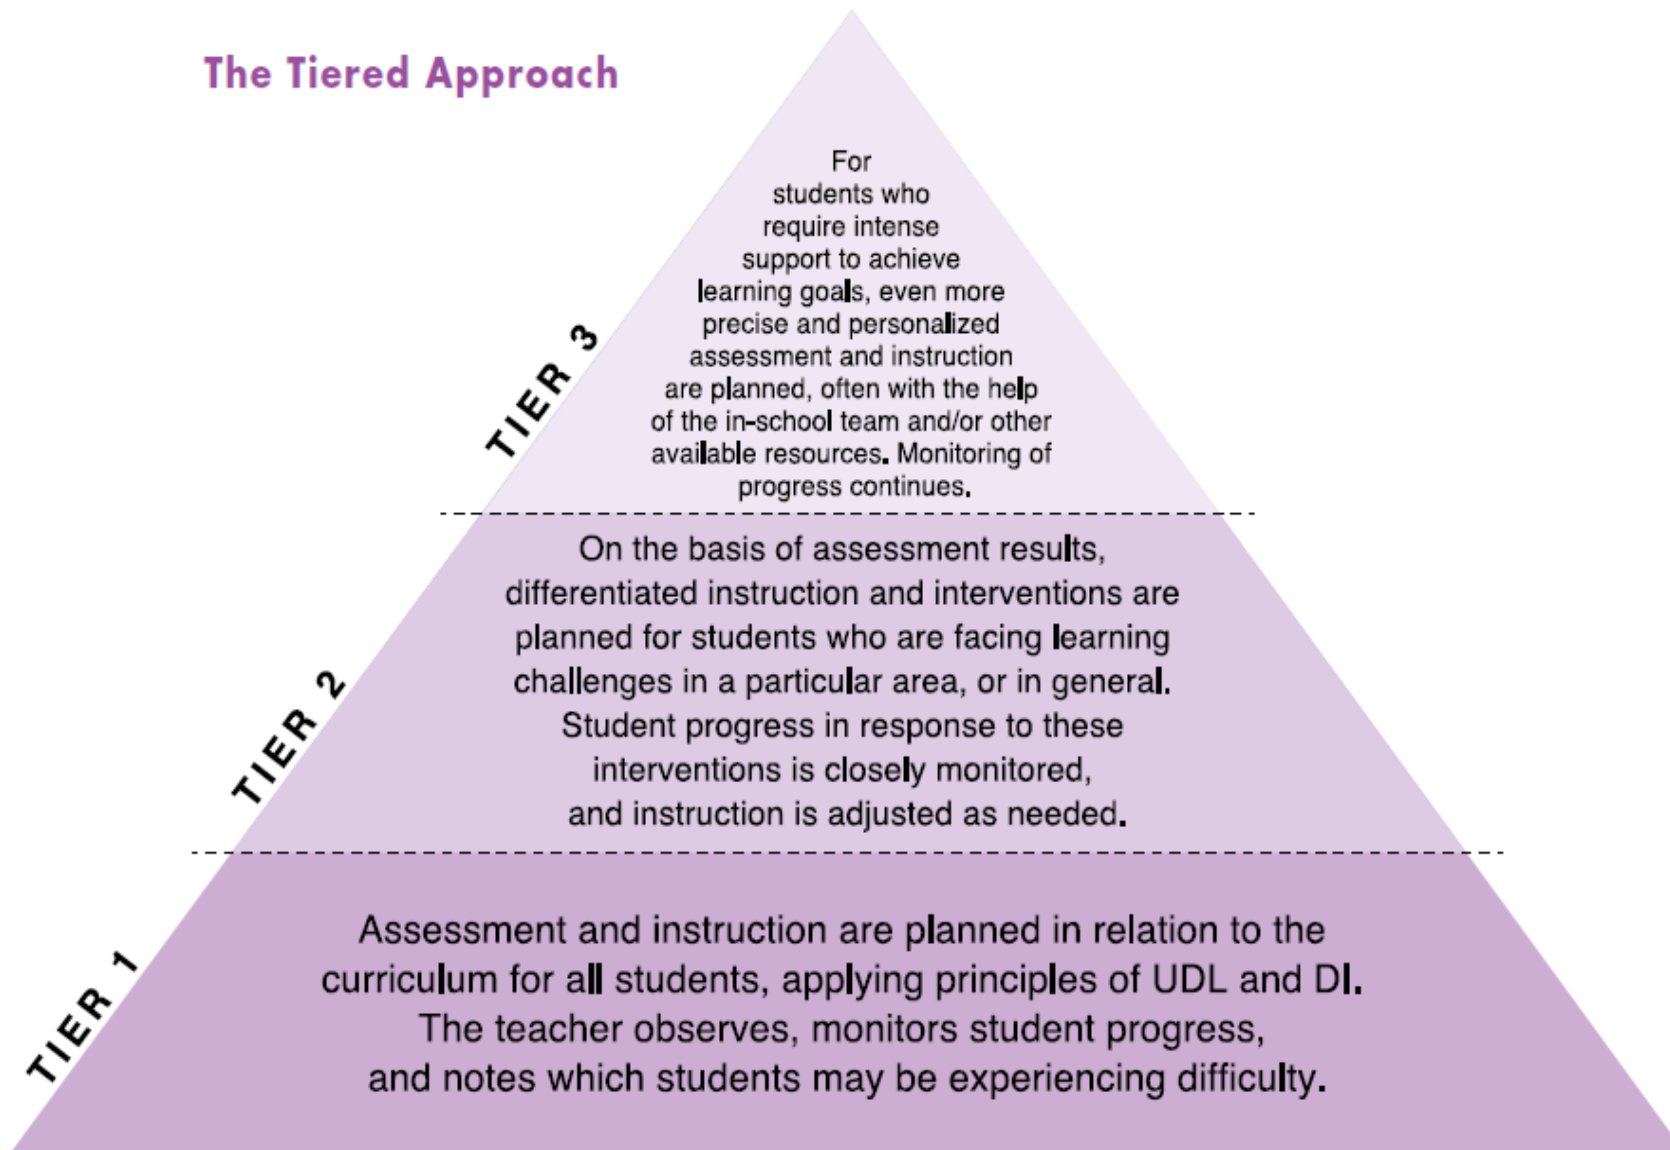 The Tiered Approach
For
students who
require intense
support to achieve
learning goals, even more
precise and personalized
assessment and instruction
are planned, often with the help
of the in-school team and/or other
available resources. Monitoring of
progress continues.
TIER 3
On the basis of assessment results,
differentiated instruction and interventions are
planned for students who are facing learning
challenges in a particular area, or in general.
Student progress in response to these
interventions is closely monitored,
and instruction is adjusted as needed.
TIER 2
Assessment and instruction are planned in relation to the
curriculum for all students, applying principles of UDL and DI.
The teacher observes, monitors student progress,
and notes which students may be experiencing difficulty.
TIER 1